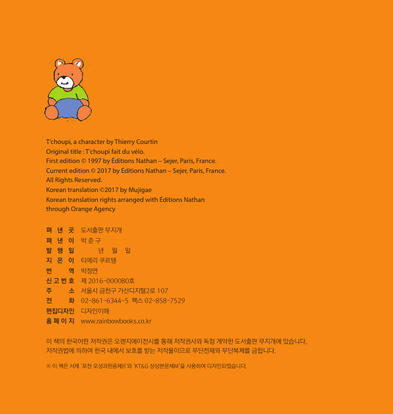 T'choupi, a character by Thierry Courtin
Original title : T'choupi fait du vélo.
First edition © 1997 by Éditions Nathan – Sejer, Paris, France.
Current edition © 2017 by Éditions Nathan – Sejer, Paris, France.
All Rights Reserved.
Korean translation ©2017 by Mujigae
Korean translation rights arranged with Éditions Nathan
through Orange Agency
펴 낸 곳 도서출판 무지개
펴 낸 이 박 준 구
발 행 일 년 월 일
지 은 이 티에리 쿠르탱
번 역 박정연
신 고 번 호 제 2016-000080호
주 소 서울시 금천구 가산디지털2로 107
전 화 02-861-6344~5 팩스 02-858-7529
편집디자인 디자인이래
홈 페 이 지 www.rainbowbooks.co.kr
이 책의 한국어판 저작권은 오렌지에이전시를 통해 저작권사와 독점 계약한 도서출판 무지개에 있습니다.
저작권법에 의하여 한국 내에서 보호를 받는 저작물이므로 무단전재와 무단복제를 금합니다.
※ 이 책은 서체 '포천 오성과한음체'와 'KT&G 상상본문체'를 사용하여 디자인되었습니다.